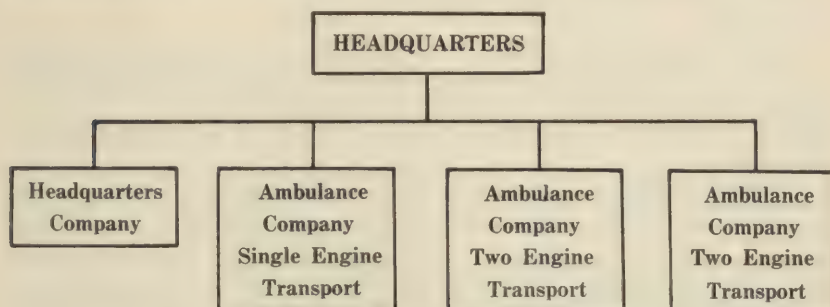 HEADQUARTERS
Headquarters
Company
Ambulance
Company
Single Engine
Transport
Ambulance
Company
Two Engine
Transport
Ambulance
Company
Two Engine
Transport